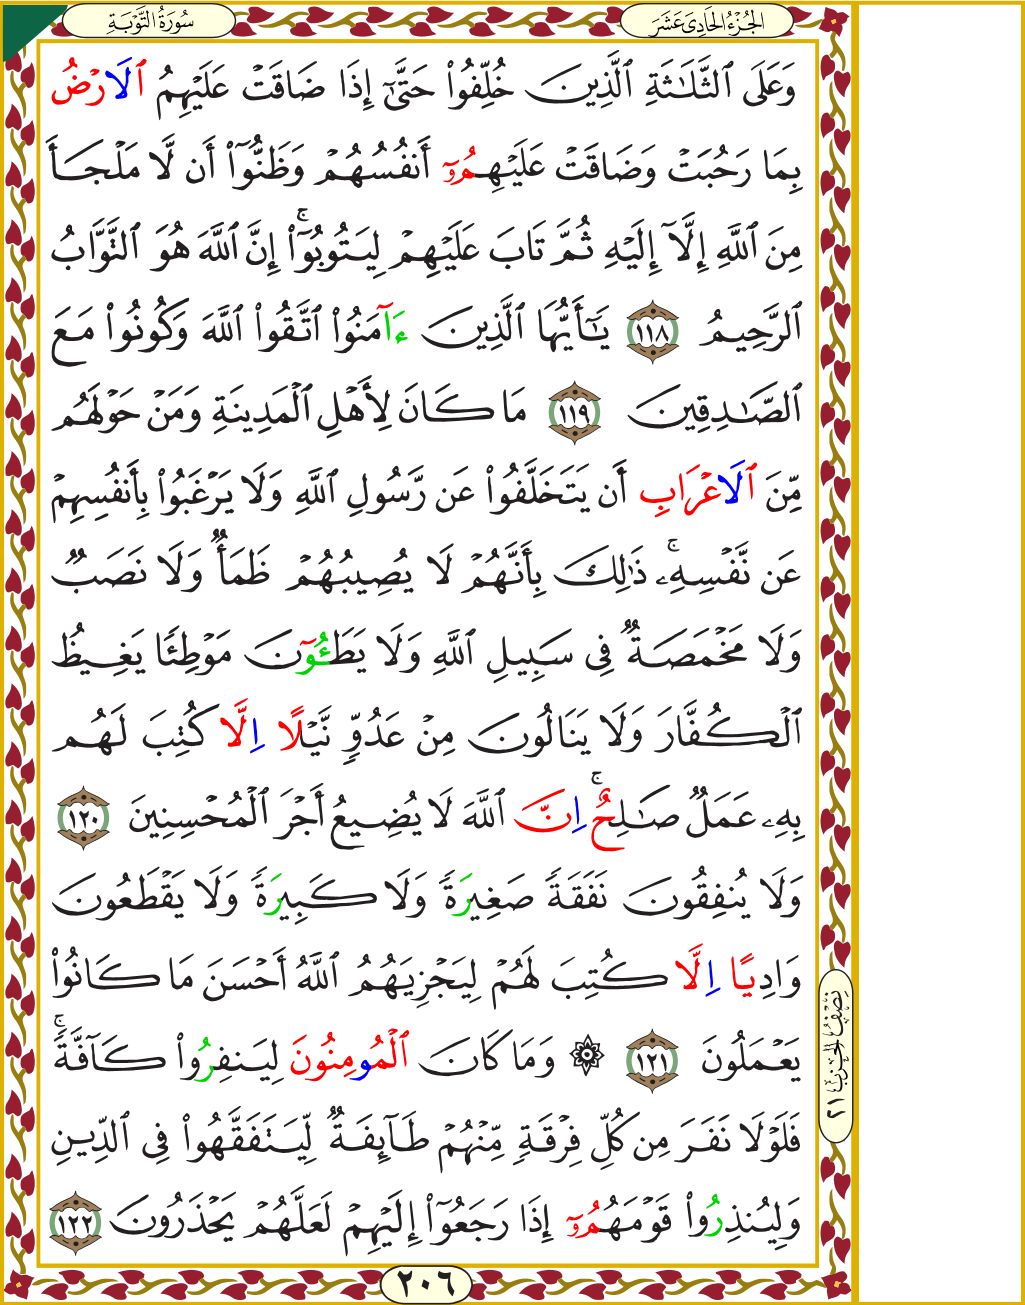 سُورَةُ التَّوْبَةِ
الجُزْءُ الحَادِىَ عَشَرَ
وَعَلَى ٱلثَّلَٰثَةِ ٱلَّذِينَ خُلِّفُوا۟ حَتَّىٰٓ إِذَا ضَاقَتْ عَلَيْهِمُ ٱلَارْضُ
بِمَا رَحُبَتْ وَضَاقَتْ عَلَيْهِمُۥٓ أَنفُسُهُمْ وَظَنُّوٓا۟ أَن لَّا مَلْجَأَ
مِنَ ٱللَّهِ إِلَّآ إِلَيْهِ ثُمَّ تَابَ عَلَيْهِمْ لِيَتُوبُوٓا۟ۚ إِنَّ ٱللَّهَ هُوَ ٱلتَّوَّابُ
ٱلرَّحِيمُ ١١٨ يَٰٓأَيُّهَا ٱلَّذِينَ ءَآمَنُوا۟ ٱتَّقُوا۟ ٱللَّهَ وَكُونُوا۟ مَعَ
ٱلصَّٰدِقِينَ ١١٩ مَا كَانَ لِأَهْلِ ٱلْمَدِينَةِ وَمَنْ حَوْلَهُم
مِّنَ ٱلَاعْرَابِ أَن يَتَخَلَّفُوا۟ عَن رَّسُولِ ٱللَّهِ وَلَا يَرْغَبُوا۟ بِأَنفُسِهِمْ
عَن نَّفْسِهِۦۚ ذَٰلِكَ بِأَنَّهُمْ لَا يُصِيبُهُمْ ظَمَأٌ وَلَا نَصَبٌ
وَلَا مَخْمَصَةٌ فِى سَبِيلِ ٱللَّهِ وَلَا يَطَـُٔوٓنَ مَوْطِئًا يَغِيظُ
ٱلْكُفَّارَ وَلَا يَنَالُونَ مِنْ عَدُوٍّ نَّيْلًا اِلَّا كُتِبَ لَهُم
بِهِۦ عَمَلٌ صَٰلِحٌۚ اِنَّ ٱللَّهَ لَا يُضِيعُ أَجْرَ ٱلْمُحْسِنِينَ ١٢٠
وَلَا يُنفِقُونَ نَفَقَةً صَغِيرَةً وَلَا كَبِيرَةً وَلَا يَقْطَعُونَ
وَادِيًا اِلَّا كُتِبَ لَهُمْ لِيَجْزِيَهُمُ ٱللَّهُ أَحْسَنَ مَا كَانُوا۟
يَعْمَلُونَ ١٢١ ۞ وَمَا كَانَ ٱلْمُومِنُونَ لِيَنفِرُوا۟ كَآفَّةًۚ
فَلَوْلَا نَفَرَ مِن كُلِّ فِرْقَةٍ مِّنْهُمْ طَآئِفَةٌ لِّيَتَفَقَّهُوا۟ فِى ٱلدِّينِ
وَلِيُنذِرُوا۟ قَوْمَهُمُۥٓ إِذَا رَجَعُوٓا۟ إِلَيْهِمْ لَعَلَّهُمْ يَحْذَرُونَ ١٢٢
نِصْفُ الحِزْبِ ٢١
٢٠٦